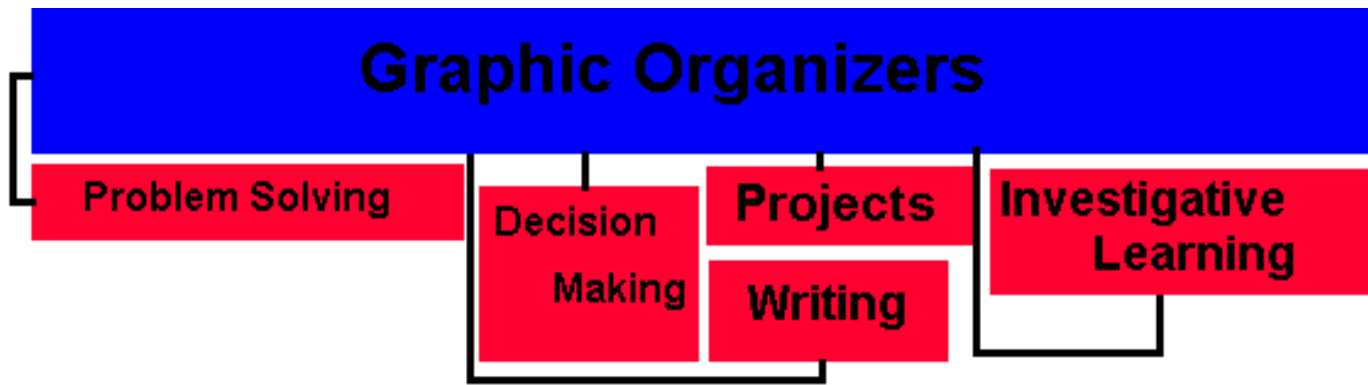 Graphic Organizers
Problem Solving
Decision
Making
Projects
Writing
Investigative
Learning